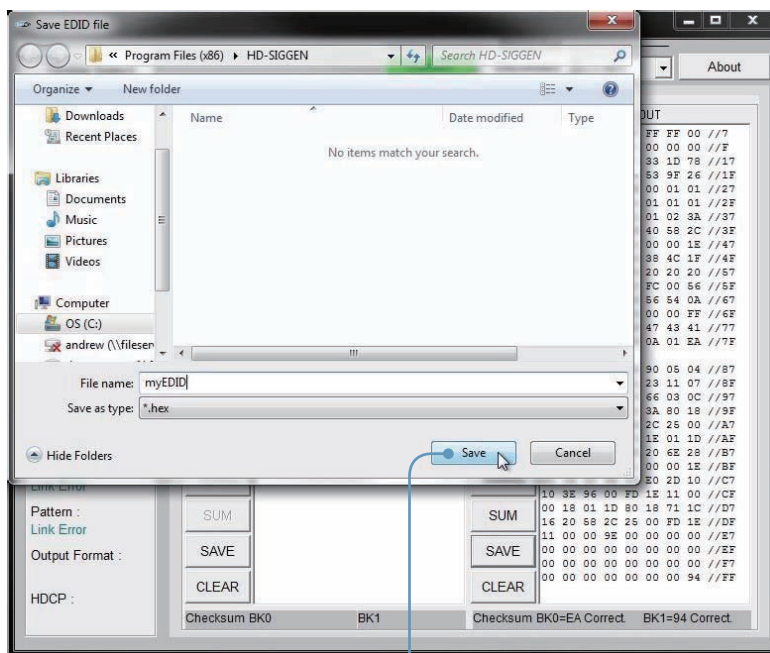 Save EDID file
« Program Files (x86) ▸ HD-SIGGEN
Search HD-SIGGEN
About
Organize
New folder
Downloads
Recent Places
Libraries
Documents
Music
Pictures
Videos
Computer
OS (C:)
andrew (\\fileser
Name
Date modified
Type
No items match your search.
File name: myEDID
Save as type: *.hex
Hide Folders
Save
Cancel
OUT
FF FF 00 //7
00 00 00 //F
33 1D 78 //17
53 9F 26 //1F
00 01 01 //27
01 01 01 //2F
01 02 3A //37
40 58 2C //3F
00 00 1E //47
38 4C 1F //4F
20 20 20 //57
FC 00 56 //5F
56 54 0A //67
00 00 FF //6F
47 43 41 //77
0A 01 EA //7F
90 05 04 //87
23 11 07 //8F
66 03 0C //97
3A 80 18 //9F
2C 25 00 //A7
1E 01 1D //AF
20 6E 28 //B7
00 00 1E //BF
E0 2D 10 //C7
10 3E 96 00 FD 1E 11 00 //CF
00 18 01 1D 80 18 71 1C //D7
16 20 58 2C 25 00 FD 1E //DF
11 00 00 9E 00 00 00 00 //E7
00 00 00 00 00 00 00 00 //EF
00 00 00 00 00 00 00 00 //F7
00 00 00 00 00 00 00 94 //FF
Link Error
Pattern :
Link Error
Output Format :
HDCP :
SUM
SAVE
CLEAR
SUM
SAVE
CLEAR
Checksum BK0 BK1
Checksum BK0=EA Correct. BK1=94 Correct.